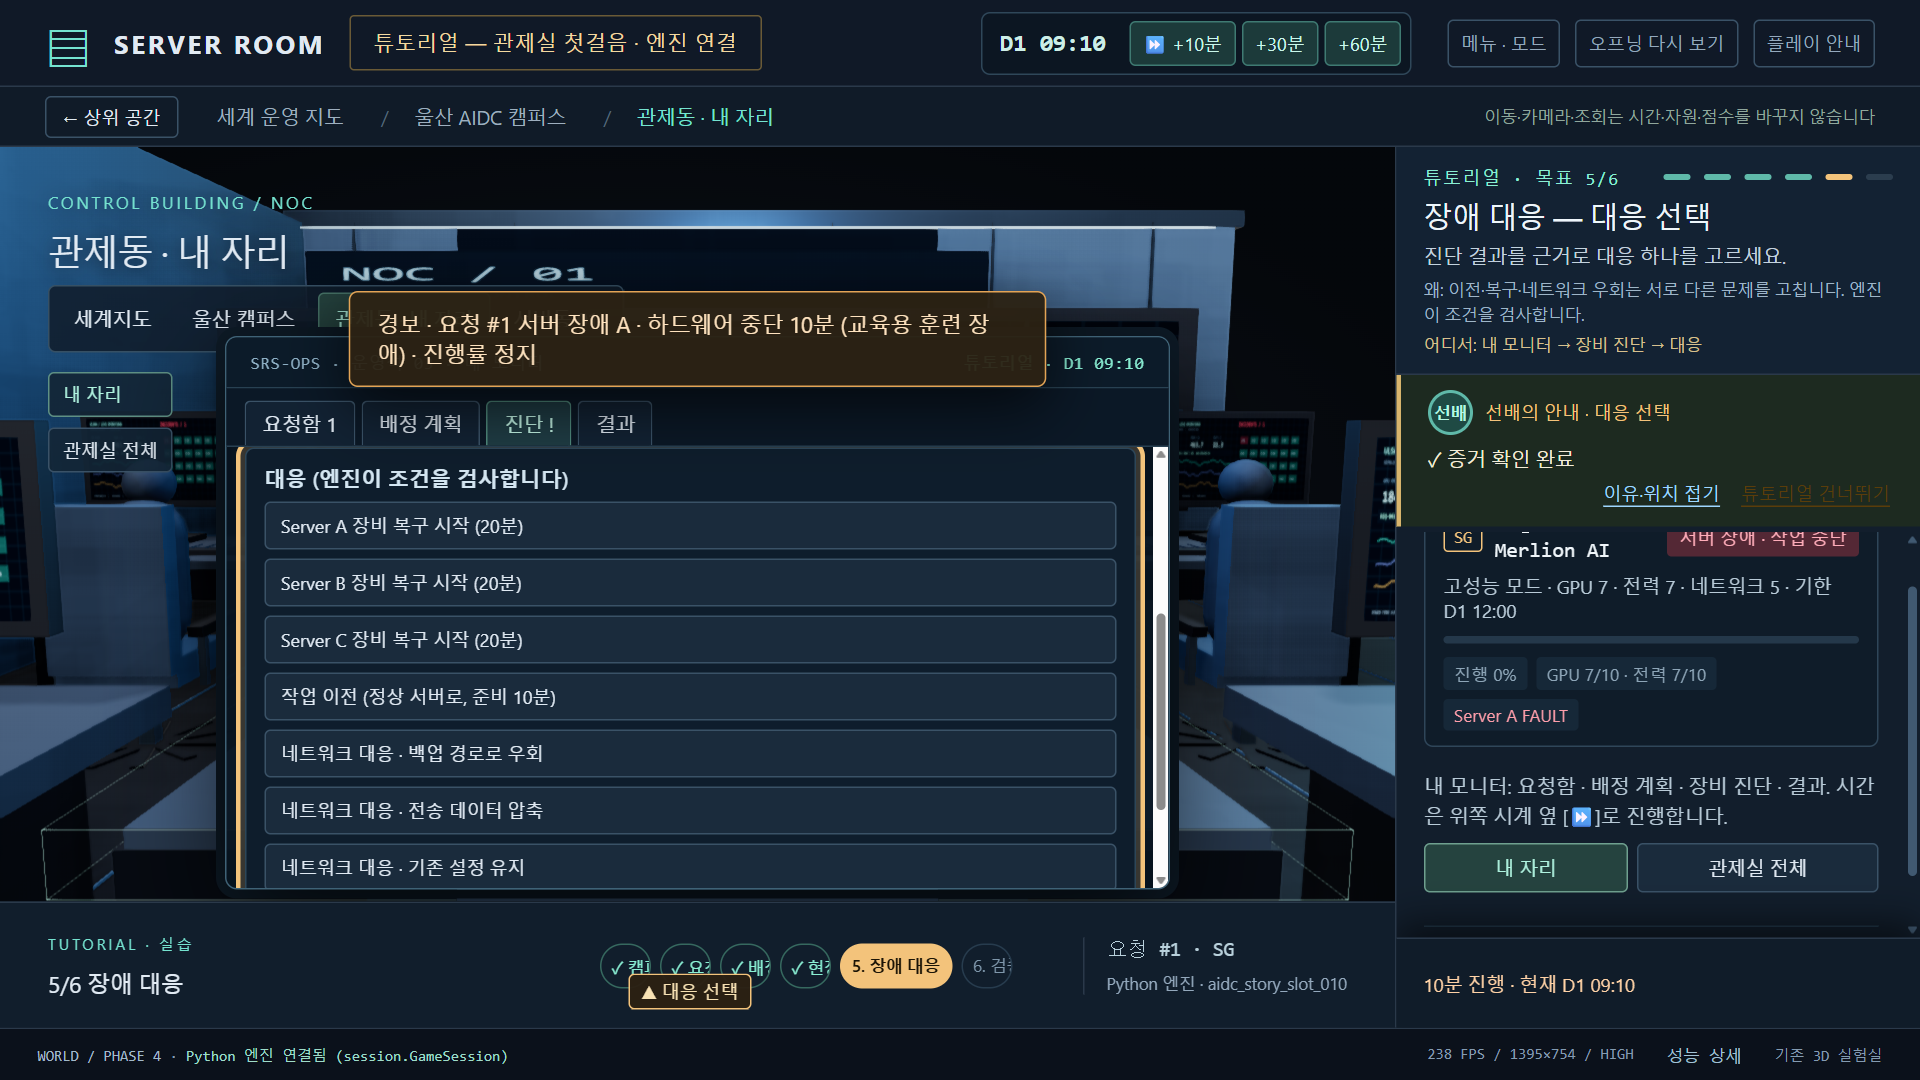 SERVER ROOM
튜토리얼 — 관제실 첫걸음 · 엔진 연결
D1 09:10
⏩ +10분
+30분
+60분
메뉴 · 모드
오프닝 다시 보기
플레이 안내
← 상위 공간
세계 운영 지도 / 울산 AIDC 캠퍼스 / 관제동 · 내 자리
이동·카메라·조회는 시간·자원·점수를 바꾸지 않습니다
CONTROL BUILDING / NOC
관제동 · 내 자리
NOC / 01
세계지도
울산 캠퍼스
내 자리
관제실 전체
경보 · 요청 #1 서버 장애 A · 하드웨어 중단 10분 (교육용 훈련 장
애) · 진행률 정지
SRS-OPS ·
튜토리얼 · D1 09:10
요청함 1
배정 계획
진단 !
결과
대응 (엔진이 조건을 검사합니다)
Server A 장비 복구 시작 (20분)
Server B 장비 복구 시작 (20분)
Server C 장비 복구 시작 (20분)
작업 이전 (정상 서버로, 준비 10분)
네트워크 대응 · 백업 경로로 우회
네트워크 대응 · 전송 데이터 압축
네트워크 대응 · 기존 설정 유지
튜토리얼 · 목표 5/6
장애 대응 — 대응 선택
진단 결과를 근거로 대응 하나를 고르세요.
왜: 이전·복구·네트워크 우회는 서로 다른 문제를 고칩니다. 엔진
이 조건을 검사합니다.
어디서: 내 모니터 → 장비 진단 → 대응
선배
선배의 안내 · 대응 선택
✓ 증거 확인 완료
이유·위치 접기
튜토리얼 건너뛰기
SG
Merlion AI
서버 장애 · 작업 중단
고성능 모드 · GPU 7 · 전력 7 · 네트워크 5 · 기한
D1 12:00
진행 0%
GPU 7/10 · 전력 7/10
Server A FAULT
내 모니터: 요청함 · 배정 계획 · 장비 진단 · 결과. 시간
은 위쪽 시계 옆 [⏩]로 진행합니다.
내 자리
관제실 전체
10분 진행 · 현재 D1 09:10
TUTORIAL · 실습
5/6 장애 대응
✓ 캠
✓ 요
✓ 배
✓ 현
5. 장애 대응
6. 검
▲ 대응 선택
요청 #1 · SG
Python 엔진 · aidc_story_slot_010
WORLD / PHASE 4 · Python 엔진 연결됨 (session.GameSession)
238 FPS / 1395×754 / HIGH
성능 상세
기존 3D 실험실